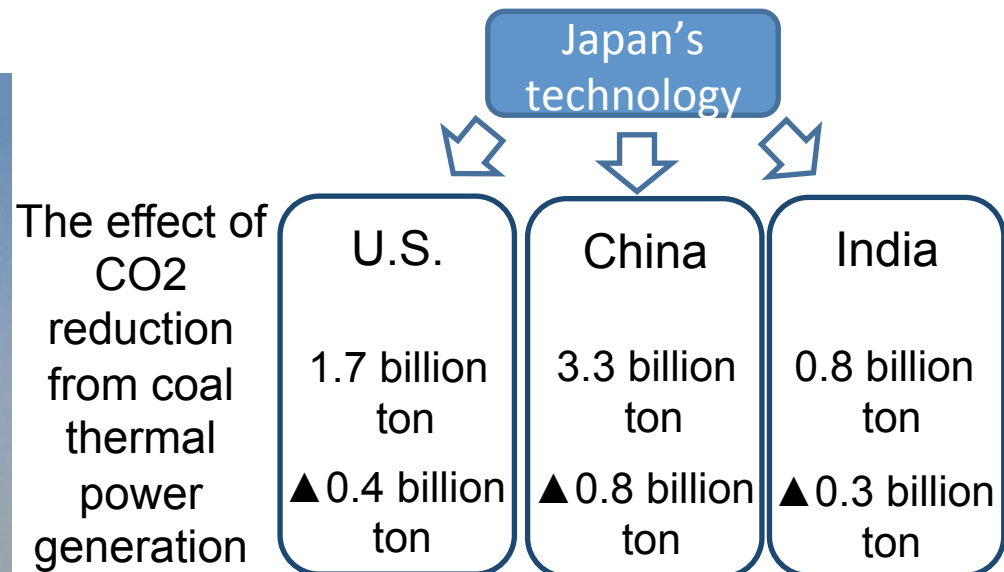 Japan's
technology
The effect of
CO2
reduction
from coal
thermal
power
generation
U.S.
1.7 billion
ton
▲0.4 billion
ton
China
3.3 billion
ton
▲0.8 billion
ton
India
0.8 billion
ton
▲0.3 billion
ton